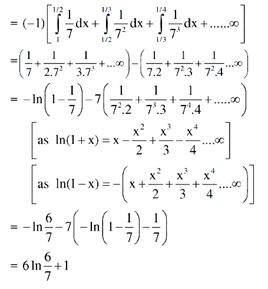 = (-1)[∫_{1}^{1/2} 1/7 dx + ∫_{1/2}^{1/3} 1/7² dx + ∫_{1/3}^{1/4} 1/7³ dx + ......∞]
= (1/7 + 1/2.7² + 1/3.7³ + ...∞) − (1/7.2 + 1/7².3 + 1/7³.4 ...∞)
= −ln(1 − 1/7) − 7(1/7².2 + 1/7³.3 + 1/7⁴.4 + .....∞)
[as ln(1+x) = x − x²/2 + x³/3 − x⁴/4 ....∞]
[as ln(1−x) = −(x + x²/2 + x³/3 + x⁴/4 ....∞)]
= −ln 6/7 − 7(−ln(1 − 1/7) − 1/7)
= 6 ln 6/7 + 1